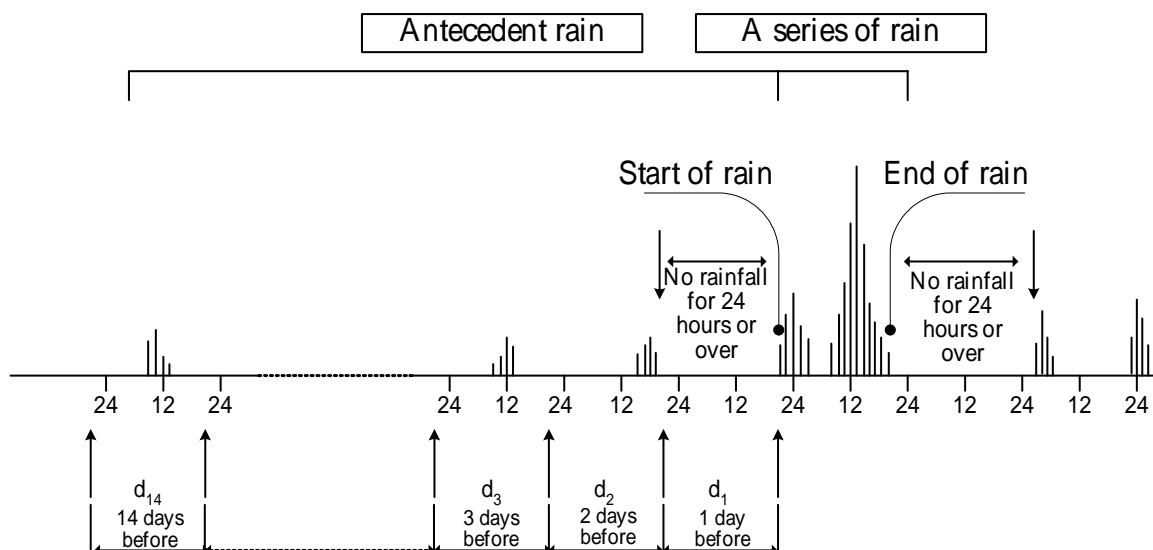 Antecedent rain
A series of rain
Start of rain
End of rain
No rainfall
for 24
hours or
over
No rainfall
for 24
hours or
over
24 12 24 24 12 24 12 24 12 24 12 24 12 24 12 24 12 24
d14
14 days
before
d3
3 days
before
d2
2 days
before
d1
1 day
before